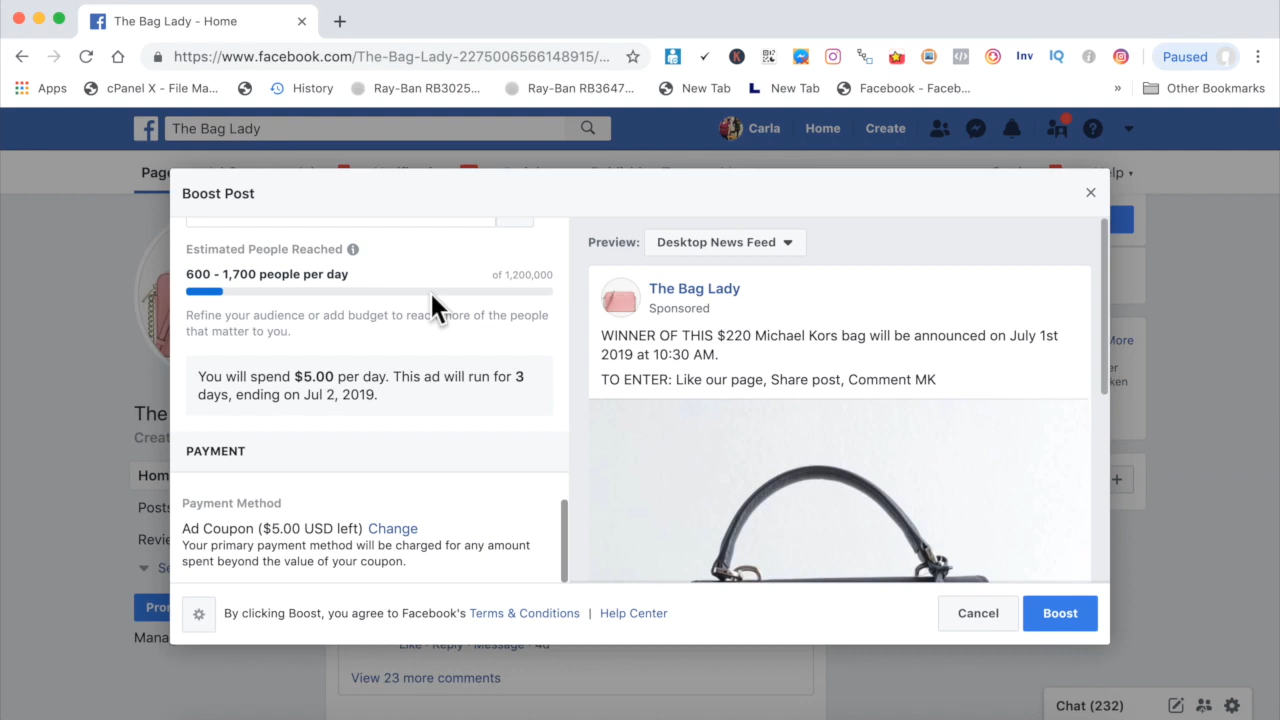 The Bag Lady - Home
https://www.facebook.com/The-Bag-Lady-2275006566148915/...
Inv
IQ
Paused
Apps
cPanel X - File Ma...
History
Ray-Ban RB3025...
Ray-Ban RB3647...
New Tab
New Tab
Facebook - Faceb...
»
Other Bookmarks
The Bag Lady
Carla
Home
Create
Boost Post
Estimated People Reached
600 - 1,700 people per day
of 1,200,000
Refine your audience or add budget to reach more of the people
that matter to you.
You will spend $5.00 per day. This ad will run for 3
days, ending on Jul 2, 2019.
PAYMENT
Payment Method
Ad Coupon ($5.00 USD left) Change
Your primary payment method will be charged for any amount
spent beyond the value of your coupon.
Preview:
Desktop News Feed
The Bag Lady
Sponsored
WINNER OF THIS $220 Michael Kors bag will be announced on July 1st
2019 at 10:30 AM.
TO ENTER: Like our page, Share post, Comment MK
By clicking Boost, you agree to Facebook's Terms & Conditions | Help Center
Cancel
Boost
The
Posts
Like · Reply · Message · 4d
View 23 more comments
Chat (232)